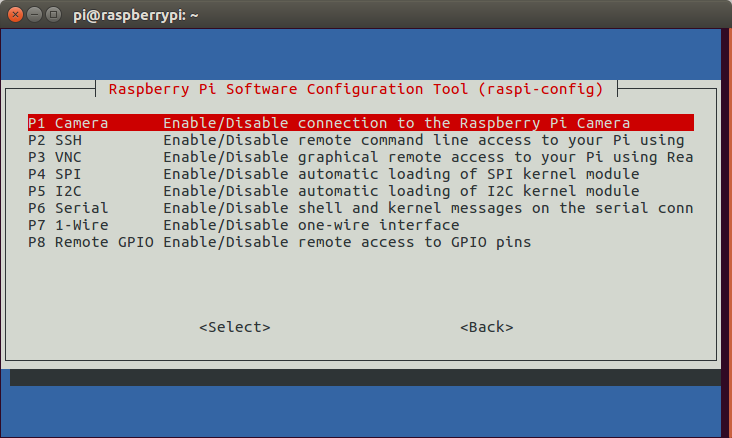 pi@raspberrypi: ~
Raspberry Pi Software Configuration Tool (raspi-config)
P1 Camera Enable/Disable connection to the Raspberry Pi Camera
P2 SSH Enable/Disable remote command line access to your Pi using
P3 VNC Enable/Disable graphical remote access to your Pi using Rea
P4 SPI Enable/Disable automatic loading of SPI kernel module
P5 I2C Enable/Disable automatic loading of I2C kernel module
P6 Serial Enable/Disable shell and kernel messages on the serial conn
P7 1-Wire Enable/Disable one-wire interface
P8 Remote GPIO Enable/Disable remote access to GPIO pins
<Select> <Back>